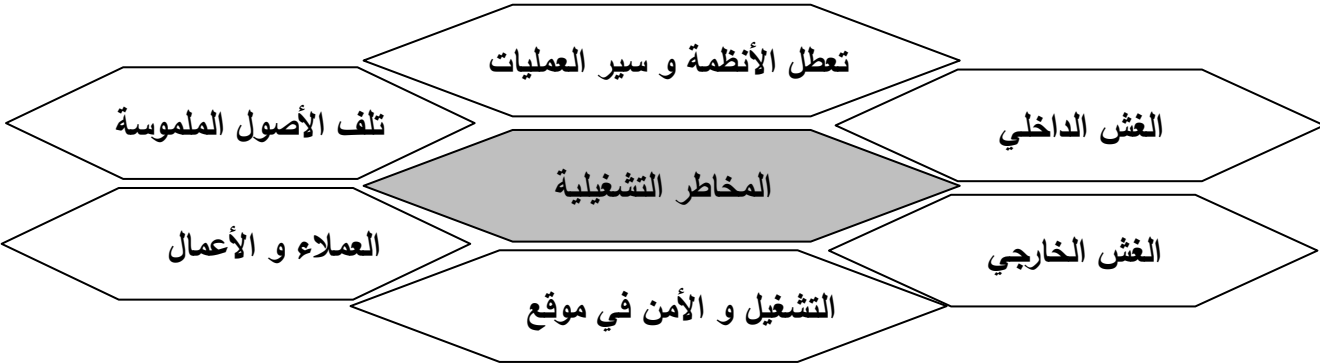 تعطل الأنظمة و سير العمليات
الغش الداخلي
تلف الأصول الملموسة
المخاطر التشغيلية
الغش الخارجي
العملاء و الأعمال
التشغيل و الأمن في موقع